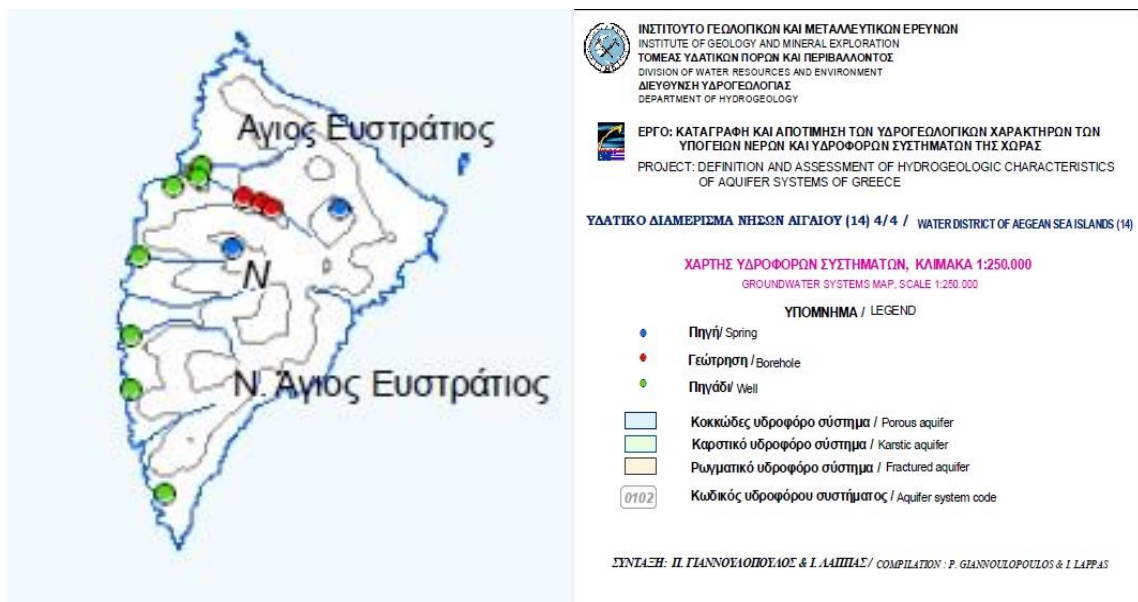 Άγιος Ευστράτιος
Ν
Ν. Άγιος Ευστράτιος
ΙΝΣΤΙΤΟΥΤΟ ΓΕΩΛΟΓΙΚΩΝ ΚΑΙ ΜΕΤΑΛΛΕΥΤΙΚΩΝ ΕΡΕΥΝΩΝ
INSTITUTE OF GEOLOGY AND MINERAL EXPLORATION
ΤΟΜΕΑΣ ΥΔΑΤΙΚΩΝ ΠΟΡΩΝ ΚΑΙ ΠΕΡΙΒΑΛΛΟΝΤΟΣ
DIVISION OF WATER RESOURCES AND ENVIRONMENT
ΔΙΕΥΘΥΝΣΗ ΥΔΡΟΓΕΩΛΟΓΙΑΣ
DEPARTMENT OF HYDROGEOLOGY
ΕΡΓΟ: ΚΑΤΑΓΡΑΦΗ ΚΑΙ ΑΠΟΤΙΜΗΣΗ ΤΩΝ ΥΔΡΟΓΕΩΛΟΓΙΚΩΝ ΧΑΡΑΚΤΗΡΩΝ ΤΩΝ
ΥΠΟΓΕΙΩΝ ΝΕΡΩΝ ΚΑΙ ΥΔΡΟΦΟΡΩΝ ΣΥΣΤΗΜΑΤΩΝ ΤΗΣ ΧΩΡΑΣ
PROJECT: DEFINITION AND ASSESSMENT OF HYDROGEOLOGIC CHARACTERISTICS
OF AQUIFER SYSTEMS OF GREECE
ΥΔΑΤΙΚΟ ΔΙΑΜΕΡΙΣΜΑ ΝΗΣΩΝ ΑΙΓΑΙΟΥ (14) 4/4 / WATER DISTRICT OF AEGEAN SEA ISLANDS (14)
ΧΑΡΤΗΣ ΥΔΡΟΦΟΡΩΝ ΣΥΣΤΗΜΑΤΩΝ, ΚΛΙΜΑΚΑ 1:250.000
GROUNDWATER SYSTEMS MAP, SCALE 1:250.000
ΥΠΟΜΝΗΜΑ / LEGEND
Πηγή/ Spring
Γεώτρηση / Borehole
Πηγάδι/ Well
Κοκκώδες υδροφόρο σύστημα / Porous aquifer
Καρστικό υδροφόρο σύστημα / Karstic aquifer
Ρωγματικό υδροφόρο σύστημα / Fractured aquifer
0102 Κωδικός υδροφόρου συστήματος / Aquifer system code
ΣΥΝΤΑΞΗ: Π. ΓΙΑΝΝΟΥΛΟΠΟΥΛΟΣ & Ι. ΛΑΠΠΑΣ / COMPILATION : P. GIANNOULOPOULOS & I. LAPPAS